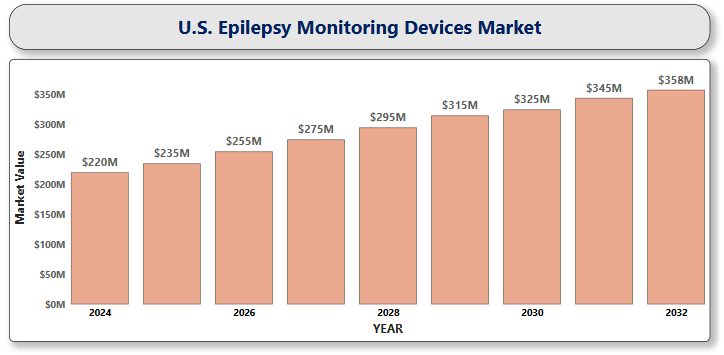 U.S. Epilepsy Monitoring Devices Market
$358M
$345M
$325M
$315M
$295M
$275M
$255M
$235M
$220M
$350M
$300M
$250M
$200M
$150M
$100M
$50M
$0M
Market Value
2024
2026
2028
2030
2032
YEAR